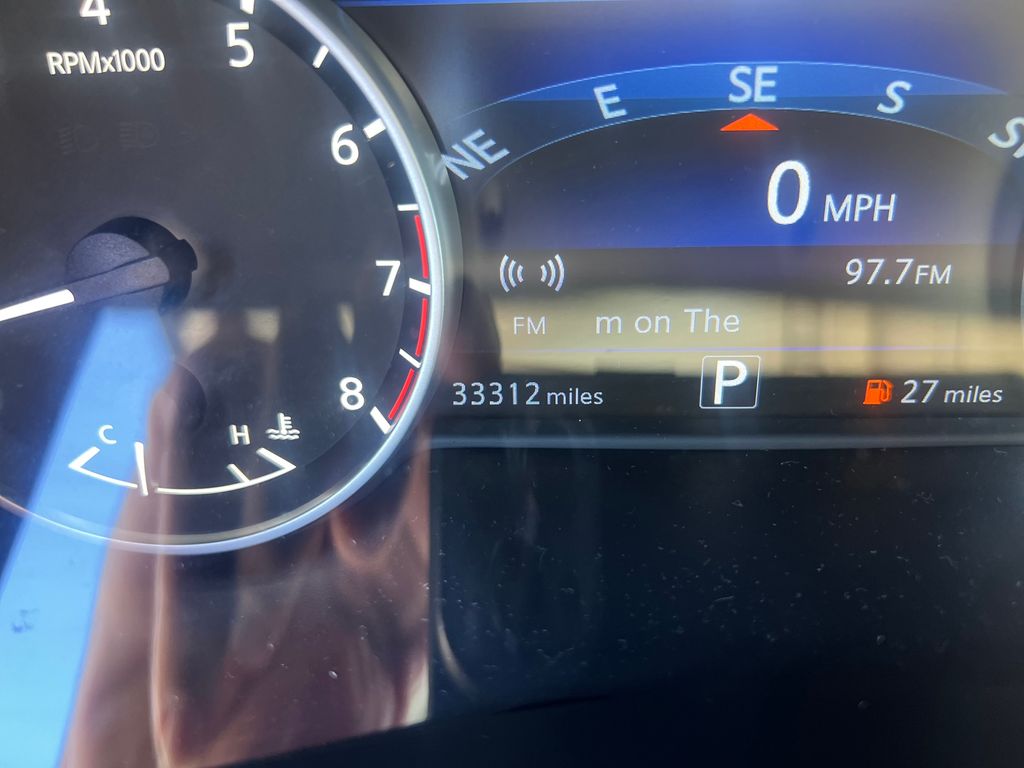 4
5
RPMx1000
6
7
8
C
H
NE
E
SE
S
0 MPH
97.7FM
FM
m on The
33312 miles
P
27 miles